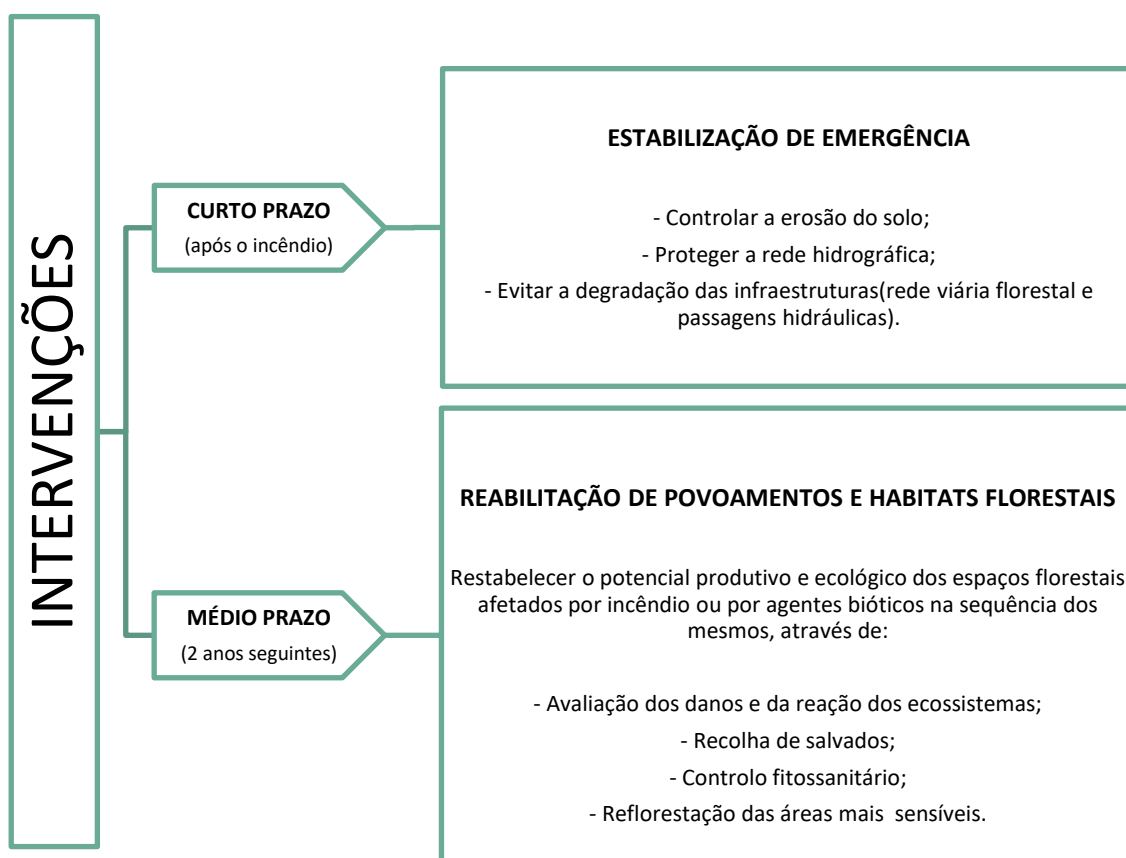 INTERVENÇÕES
CURTO PRAZO
(após o incêndio)
ESTABILIZAÇÃO DE EMERGÊNCIA
- Controlar a erosão do solo;
- Proteger a rede hidrográfica;
- Evitar a degradação das infraestruturas(rede viária florestal e
passagens hidráulicas).
MÉDIO PRAZO
(2 anos seguintes)
REABILITAÇÃO DE POVOAMENTOS E HABITATS FLORESTAIS
Restabelecer o potencial produtivo e ecológico dos espaços florestais
afetados por incêndio ou por agentes bióticos na sequência dos
mesmos, através de:
- Avaliação dos danos e da reação dos ecossistemas;
- Recolha de salvados;
- Controlo fitossanitário;
- Reflorestação das áreas mais sensíveis.